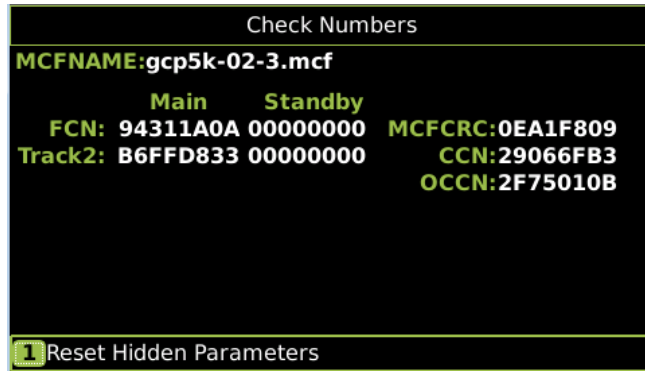 Check Numbers
MCFNAME:gcp5k-02-3.mcf
Main Standby
FCN: 94311A0A 00000000 MCFCRC:0EA1F809
Track2: B6FFD833 00000000 CCN:29066FB3
OCCN:2F75010B
1 Reset Hidden Parameters